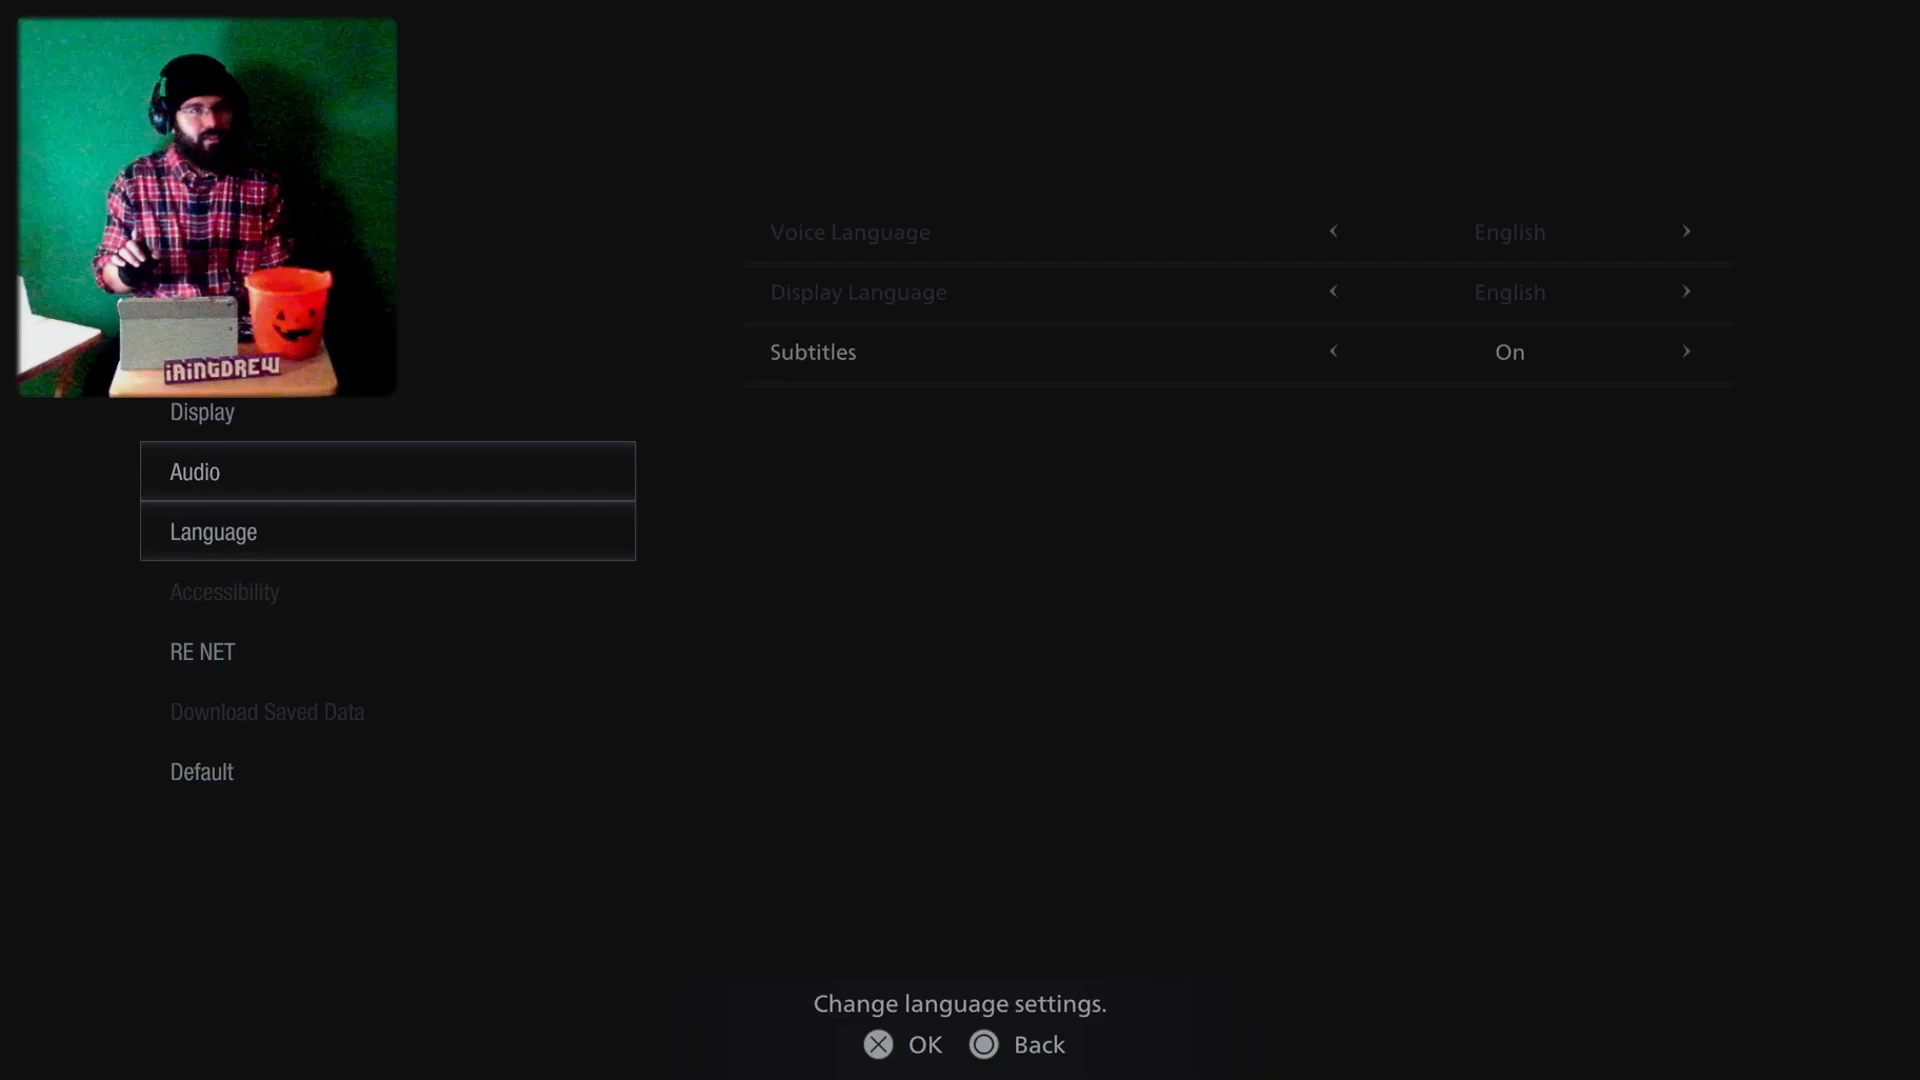 iAiNtDREW
Voice Language English
Display Language English
Subtitles On
Display
Audio
Language
Accessibility
RE NET
Download Saved Data
Default
Change language settings.
OK Back